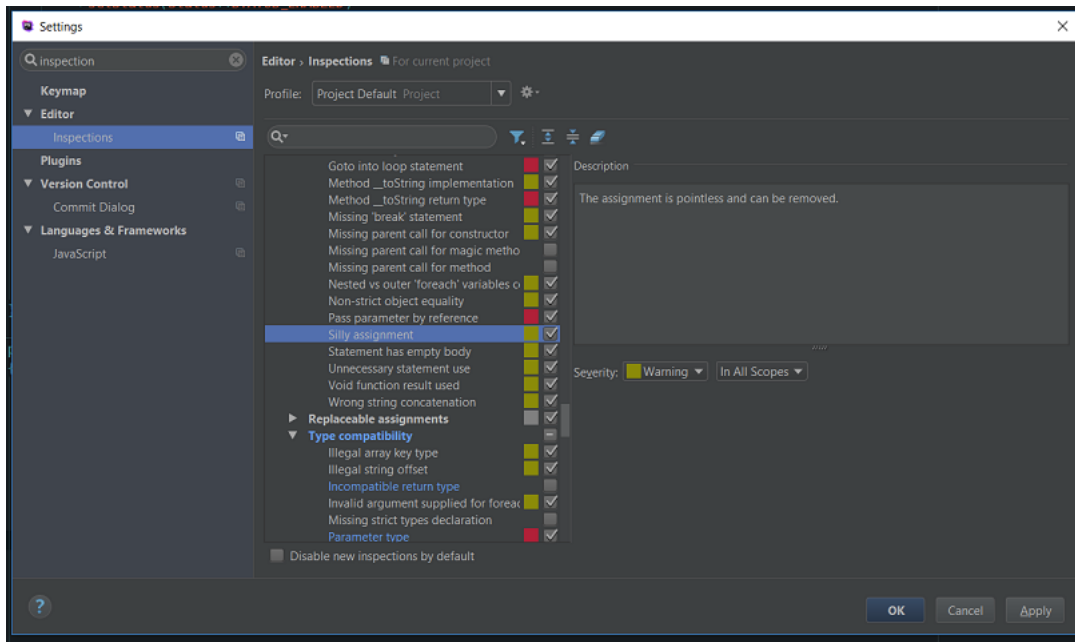 Settings
inspection
Keymap
Editor
Inspections
Plugins
Version Control
Commit Dialog
Languages & Frameworks
JavaScript
Editor › Inspections For current project
Profile: Project Default Project
Goto into loop statement
Method __toString implementation
Method __toString return type
Missing 'break' statement
Missing parent call for constructor
Missing parent call for magic metho
Missing parent call for method
Nested vs outer 'foreach' variables c
Non-strict object equality
Pass parameter by reference
Silly assignment
Statement has empty body
Unnecessary statement use
Void function result used
Wrong string concatenation
Replaceable assignments
Type compatibility
Illegal array key type
Illegal string offset
Incompatible return type
Invalid argument supplied for foreac
Missing strict types declaration
Parameter type
Disable new inspections by default
Description
The assignment is pointless and can be removed.
Severity: Warning In All Scopes
?
OK Cancel Apply